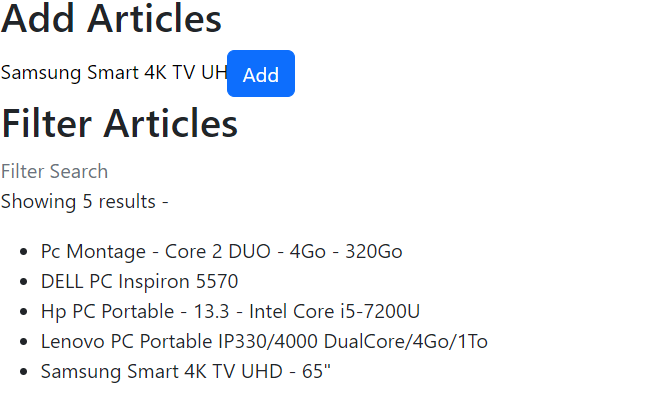 Add Articles
Samsung Smart 4K TV UH Add
Filter Articles
Filter Search
Showing 5 results -
Pc Montage - Core 2 DUO - 4Go - 320Go
DELL PC Inspiron 5570
Hp PC Portable - 13.3 - Intel Core i5-7200U
Lenovo PC Portable IP330/4000 DualCore/4Go/1To
Samsung Smart 4K TV UHD - 65"